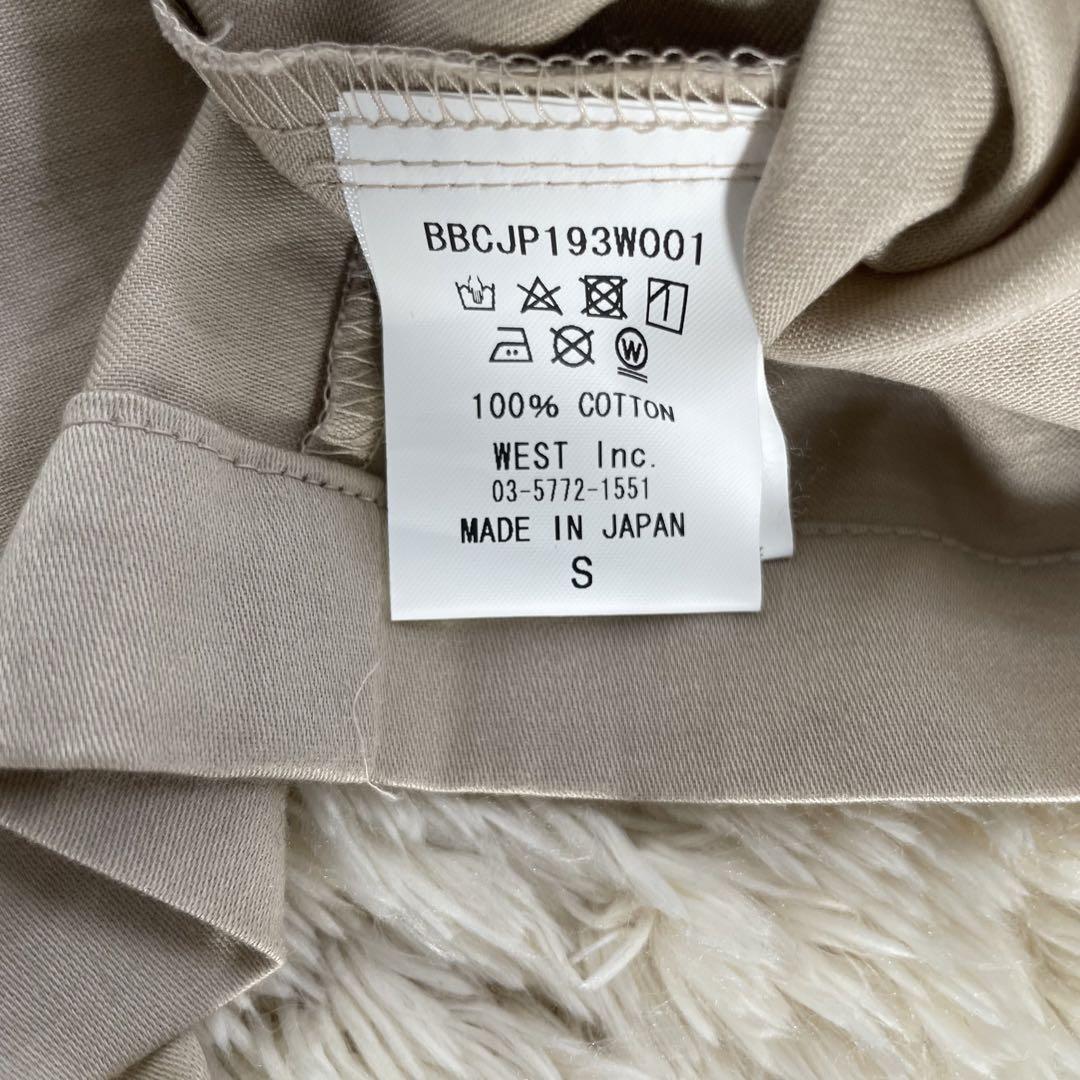 BBCJP193W001
W
100% COTTON
WEST Inc.
03-5772-1551
MADE IN JAPAN
S